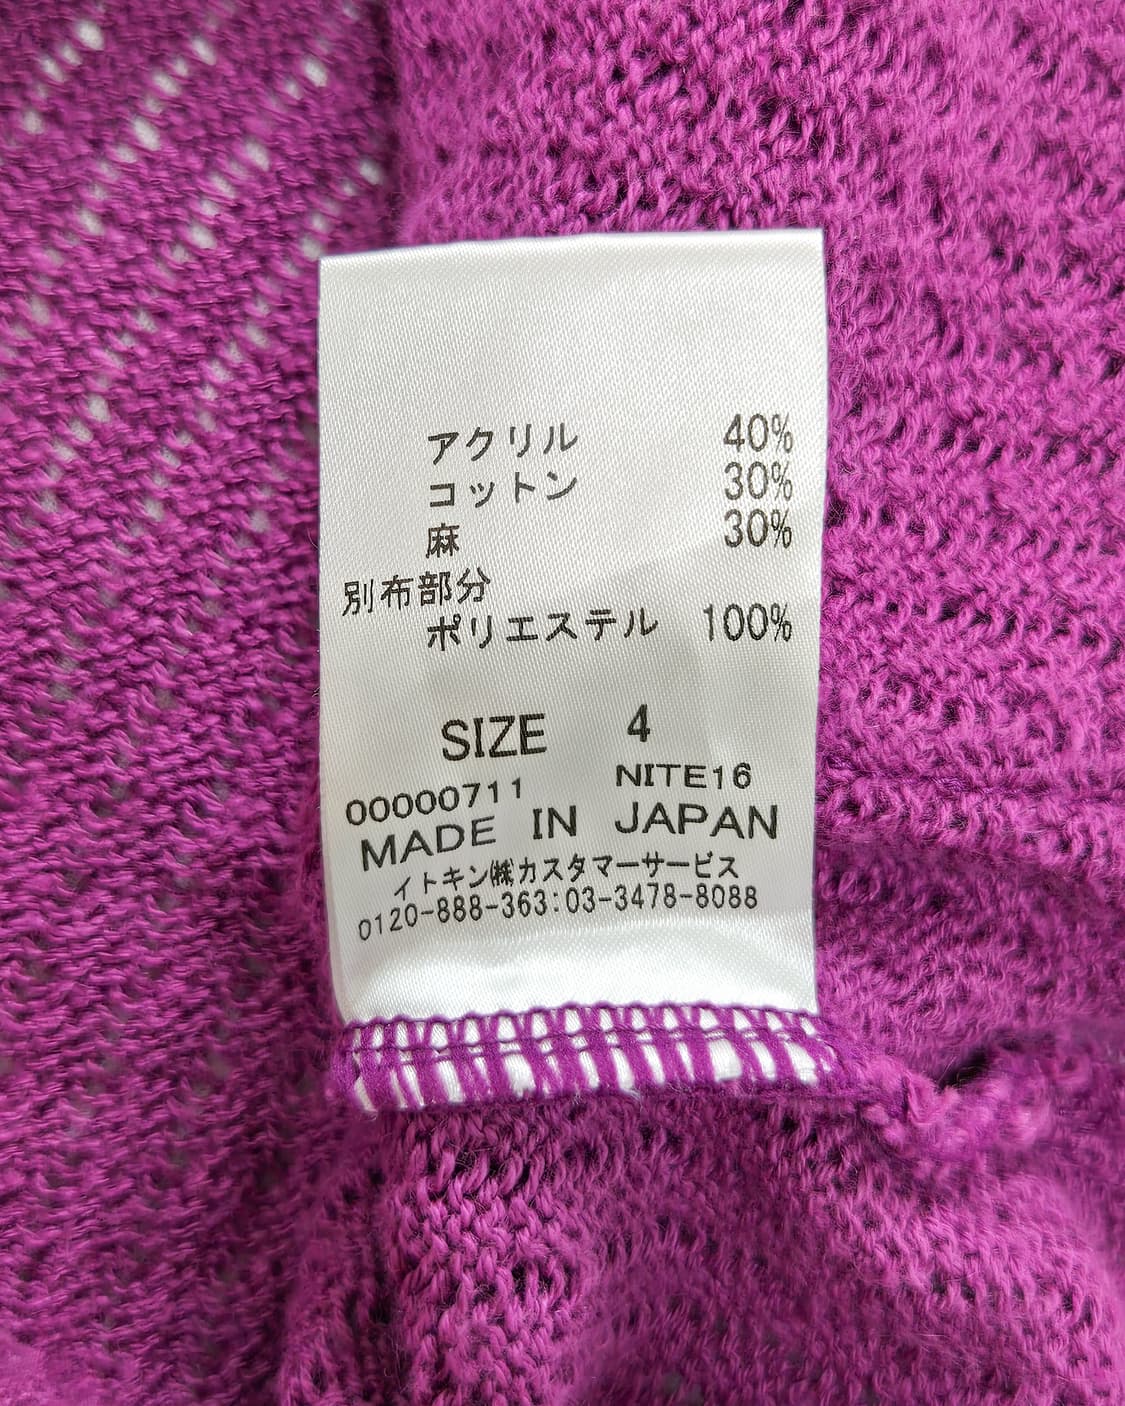 アクリル 40%
コットン 30%
麻 30%
別布部分
ポリエステル 100%
SIZE 4
00000711 NITE16
MADE IN JAPAN
イトキン㈱カスタマーサービス
0120-888-363:03-3478-8088